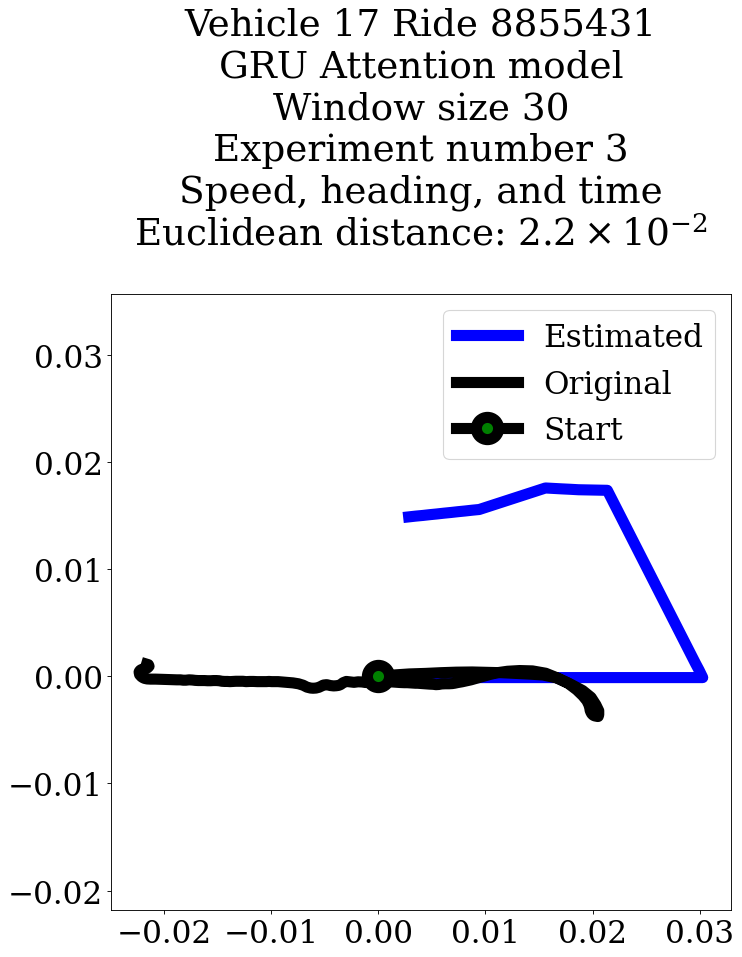 Vehicle 17 Ride 8855431
GRU Attention model
Window size 30
Experiment number 3
Speed, heading, and time
Euclidean distance: 2.2 × 10⁻²
Estimated
Original
Start
0.03
0.02
0.01
0.00
−0.01
−0.02
−0.02 −0.01 0.00 0.01 0.02 0.03